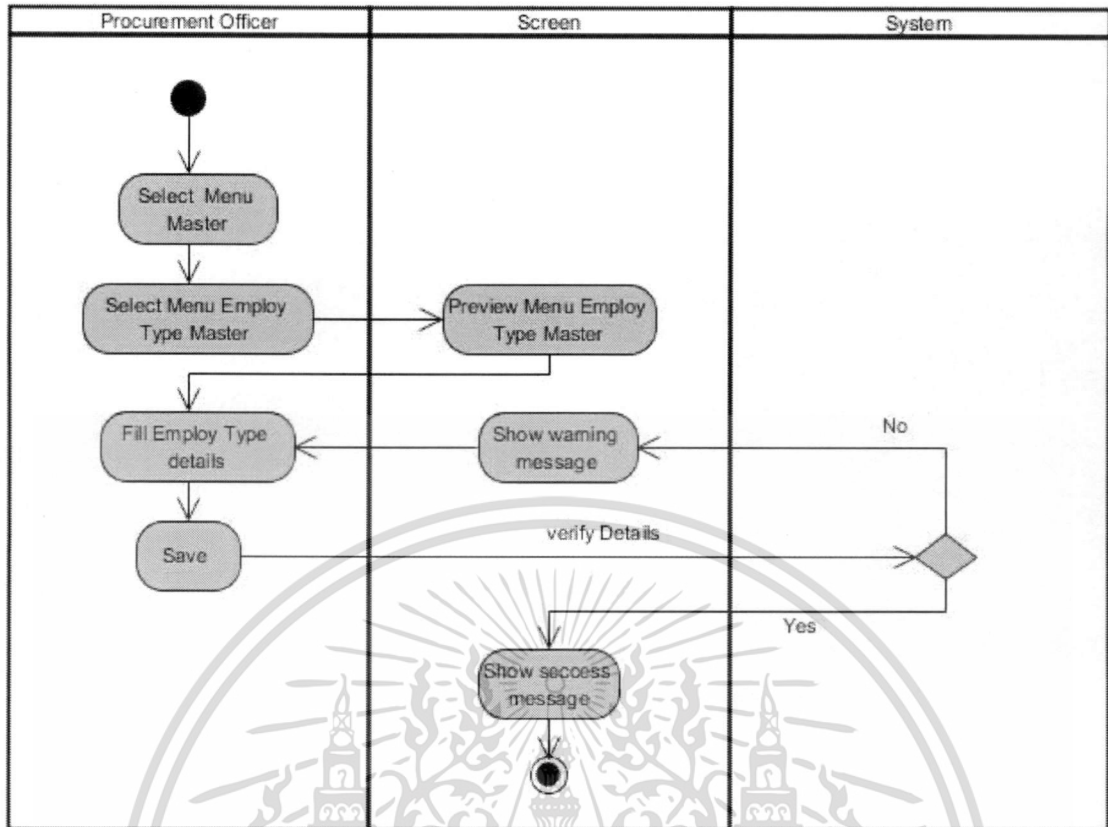 Procurement Officer
Screen
System
Select Menu
Master
Select Menu Employ
Type Master
Preview Menu Employ
Type Master
Fill Employ Type
details
Show warning
message
No
Save
verify Details
Yes
Show seccess
message